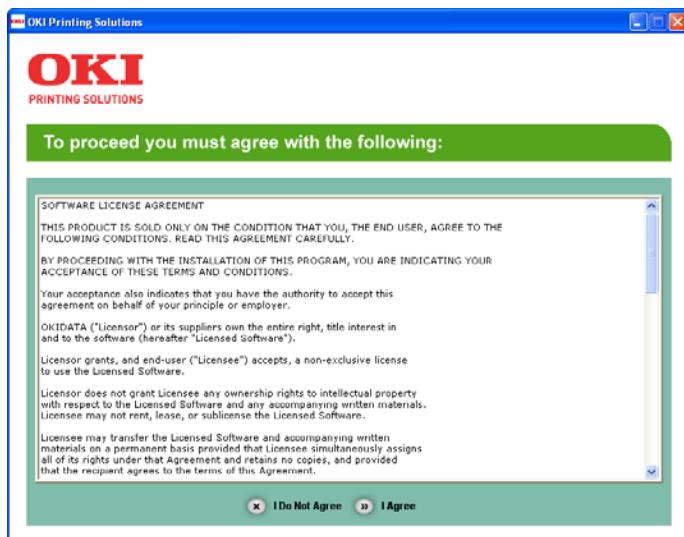 OKI Printing Solutions
OKI
PRINTING SOLUTIONS
To proceed you must agree with the following:
SOFTWARE LICENSE AGREEMENT
THIS PRODUCT IS SOLD ONLY ON THE CONDITION THAT YOU, THE END USER, AGREE TO THE
FOLLOWING CONDITIONS. READ THIS AGREEMENT CAREFULLY.
BY PROCEEDING WITH THE INSTALLATION OF THIS PROGRAM, YOU ARE INDICATING YOUR
ACCEPTANCE OF THESE TERMS AND CONDITIONS.
Your acceptance also indicates that you have the authority to accept this
agreement on behalf of your principle or employer.
OKIDATA ("Licensor") or its suppliers own the entire right, title interest in
and to the software (hereafter "Licensed Software").
Licensor grants, and end-user ("Licensee") accepts, a non-exclusive license
to use the Licensed Software.
Licensor does not grant Licensee any ownership rights to intellectual property
with respect to the Licensed Software and any accompanying written materials.
Licensee may not rent, lease, or sublicense the Licensed Software.
Licensee may transfer the Licensed Software and accompanying written
materials on a permanent basis provided that Licensee simultaneously assigns
all of its rights under that Agreement and retains no copies, and provided
that the recipient agrees to the terms of this Agreement.
I Do Not Agree I Agree